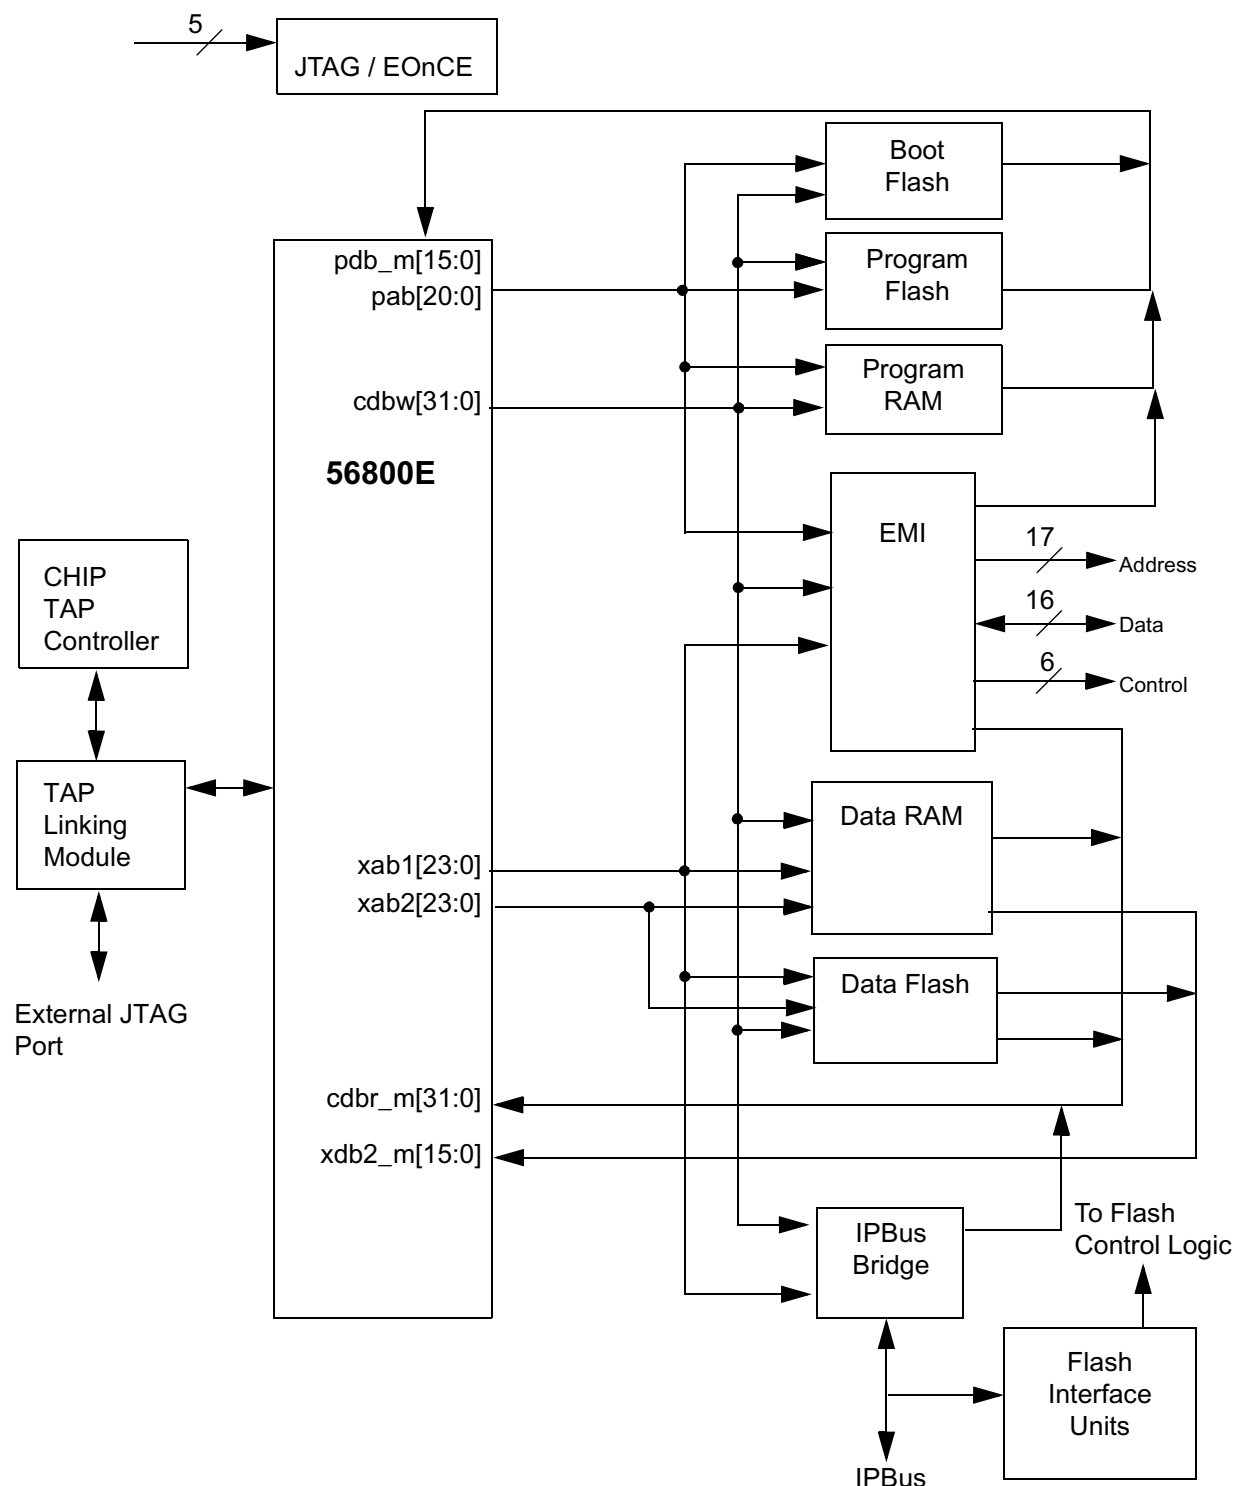 5
JTAG / EOnCE
Boot
Flash
pdb_m[15:0]
pab[20:0]
Program
Flash
Program
RAM
cdbw[31:0]
56800E
EMI
17
Address
16
Data
6
Control
CHIP
TAP
Controller
TAP
Linking
Module
External JTAG
Port
Data RAM
xab1[23:0]
xab2[23:0]
Data Flash
cdbr_m[31:0]
xdb2_m[15:0]
IPBus
Bridge
To Flash
Control Logic
Flash
Interface
Units
IPBus